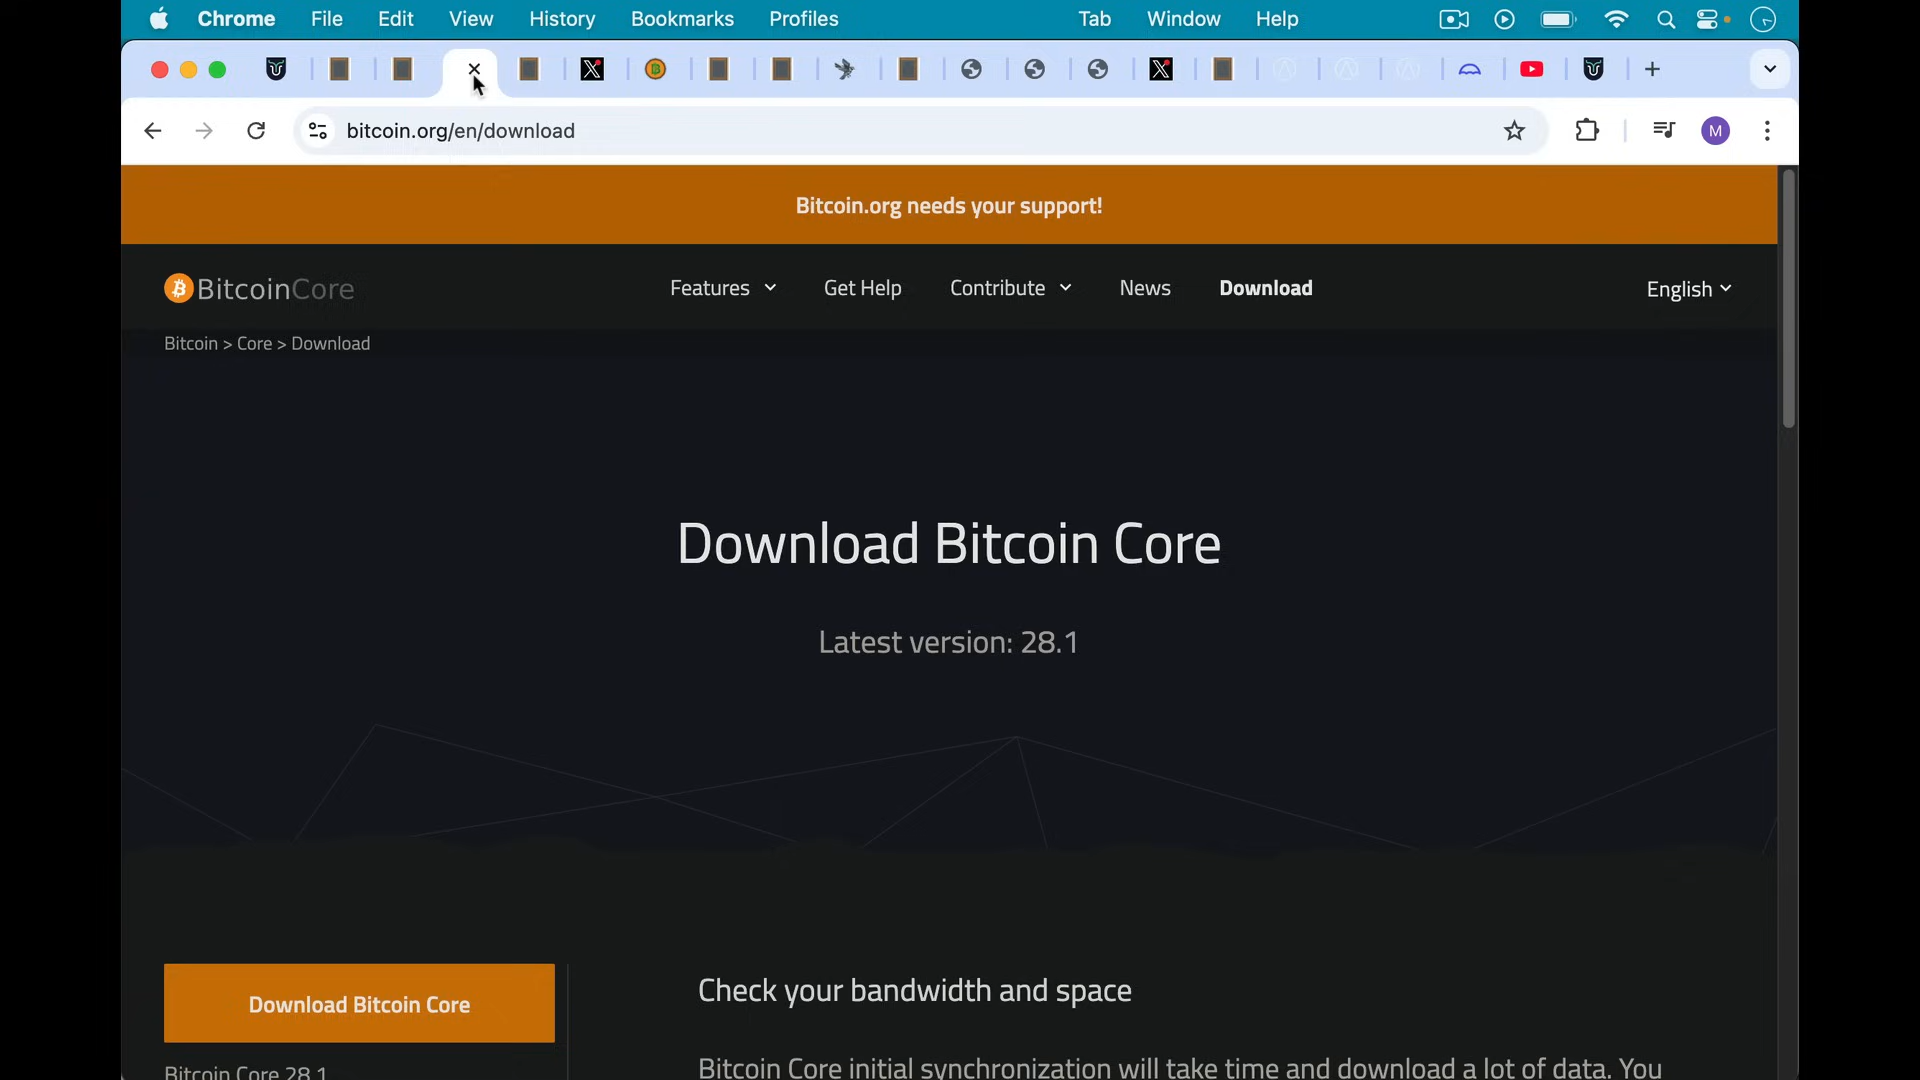 Chrome File Edit View History Bookmarks Profiles Tab Window Help
bitcoin.org/en/download
M
Bitcoin.org needs your support!
BitcoinCore
Features
Get Help
Contribute
News
Download
English
Bitcoin > Core > Download
Download Bitcoin Core
Latest version: 28.1
Download Bitcoin Core
Bitcoin Core 28.1
Check your bandwidth and space
Bitcoin Core initial synchronization will take time and download a lot of data. You